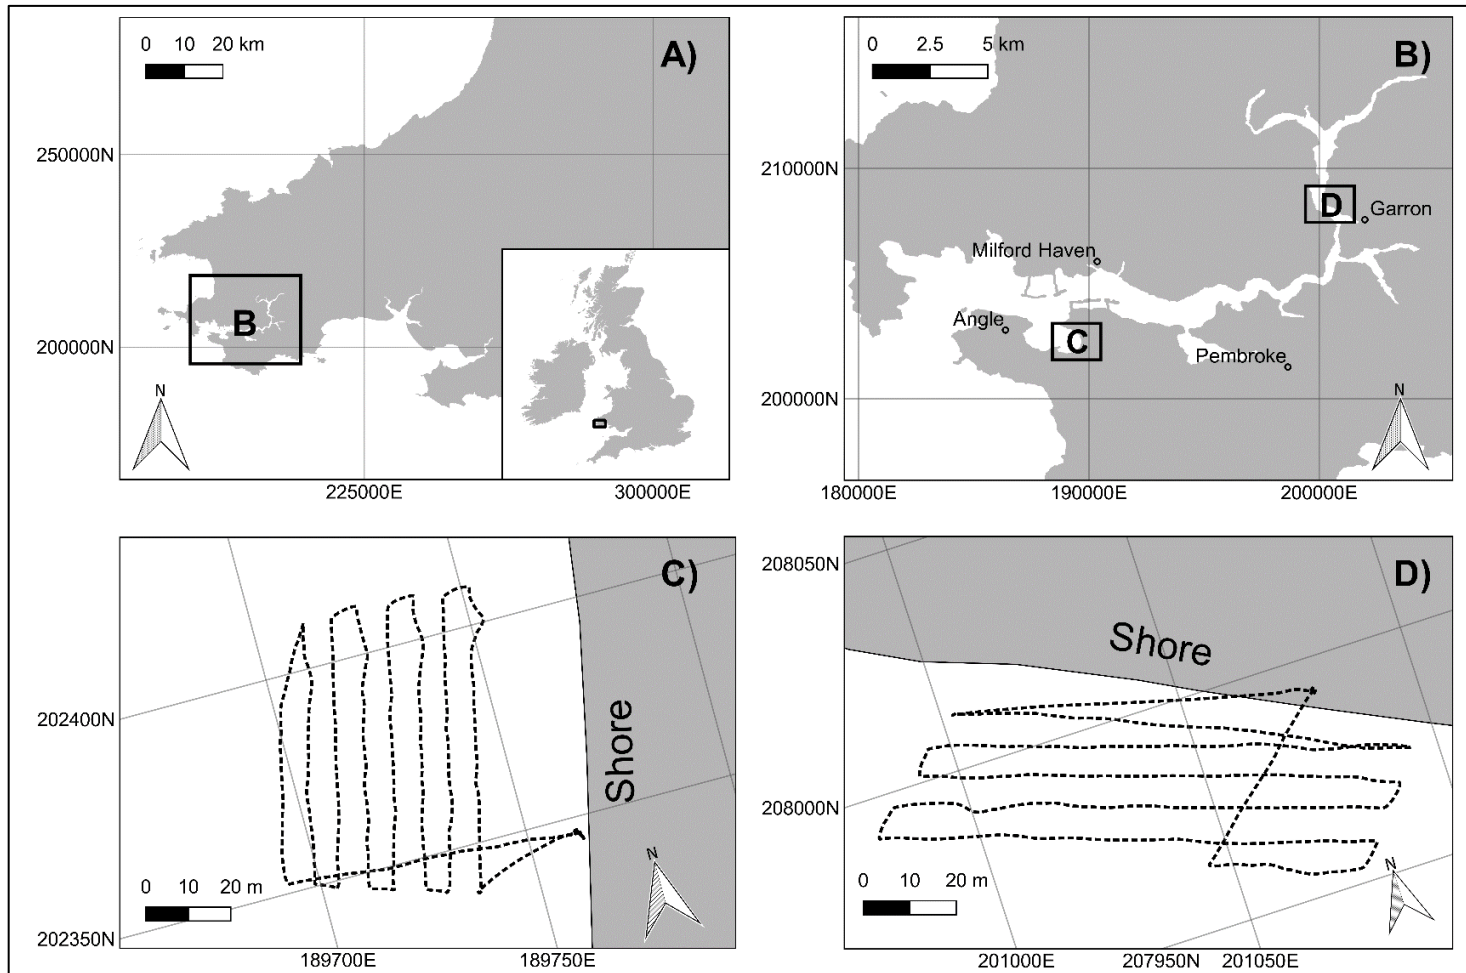 0 10 20 km
A)
250000N
200000N
B
N
225000E 300000E
0 2.5 5 km
B)
210000N
200000N
D
Garron
Milford Haven
Angle
C
Pembroke
N
180000E 190000E 200000E
C)
202400N
202350N
Shore
N
0 10 20 m
189700E 189750E
D)
208050N
208000N
Shore
N
0 10 20 m
201000E 207950N 201050E